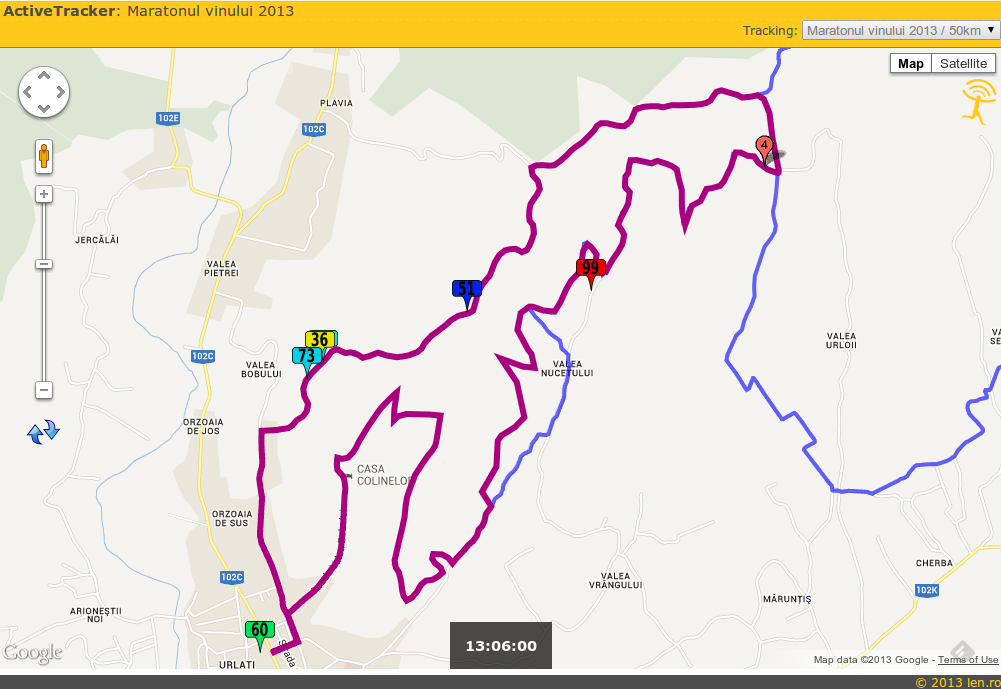 ActiveTracker: Maratonul vinului 2013
Tracking: Maratonul vinului 2013 / 50km
Map Satellite
PLAVIA
102E
102C
4
JERCĂLĂI
VALEA
PIETREI
99
51
36
73
102C
VALEA
BOBULUI
VALEA
NUCETULUI
VALEA
URLOII
ORZOAIA
DE JOS
CASA
COLINELOR
ORZOAIA
DE SUS
102C
VALEA
VRÂNGULUI
CHERBA
102K
MĂRUNȚIȘ
ARIONEȘTII
NOI
60
URLATI
13:06:00
Google
Map data ©2013 Google - Terms of Use
© 2013 len.ro